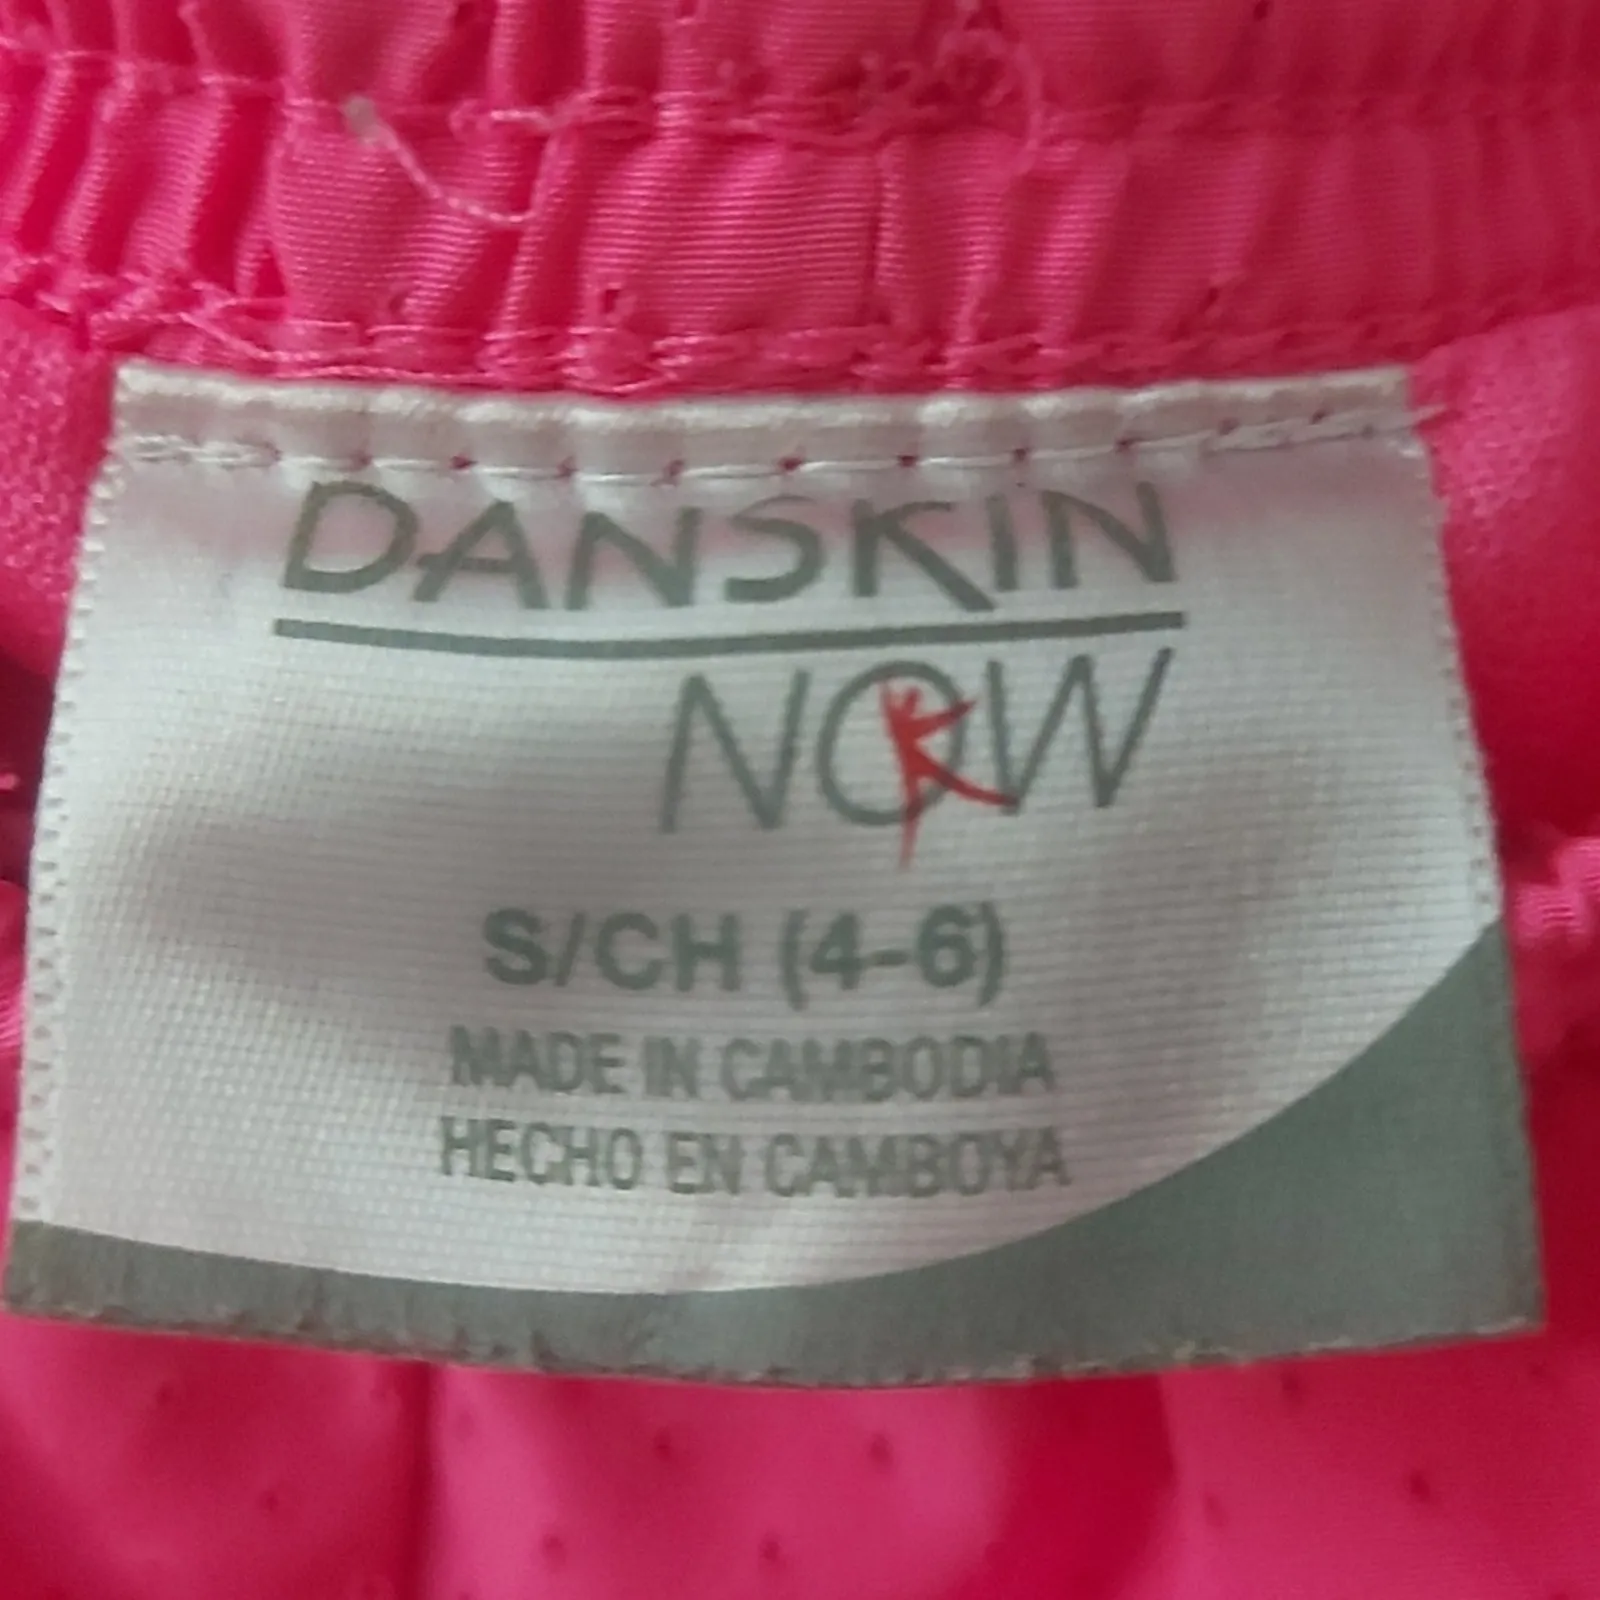 DANSKIN
NOW
S/CH (4-6)
MADE IN CAMBODIA
HECHO EN CAMBOYA